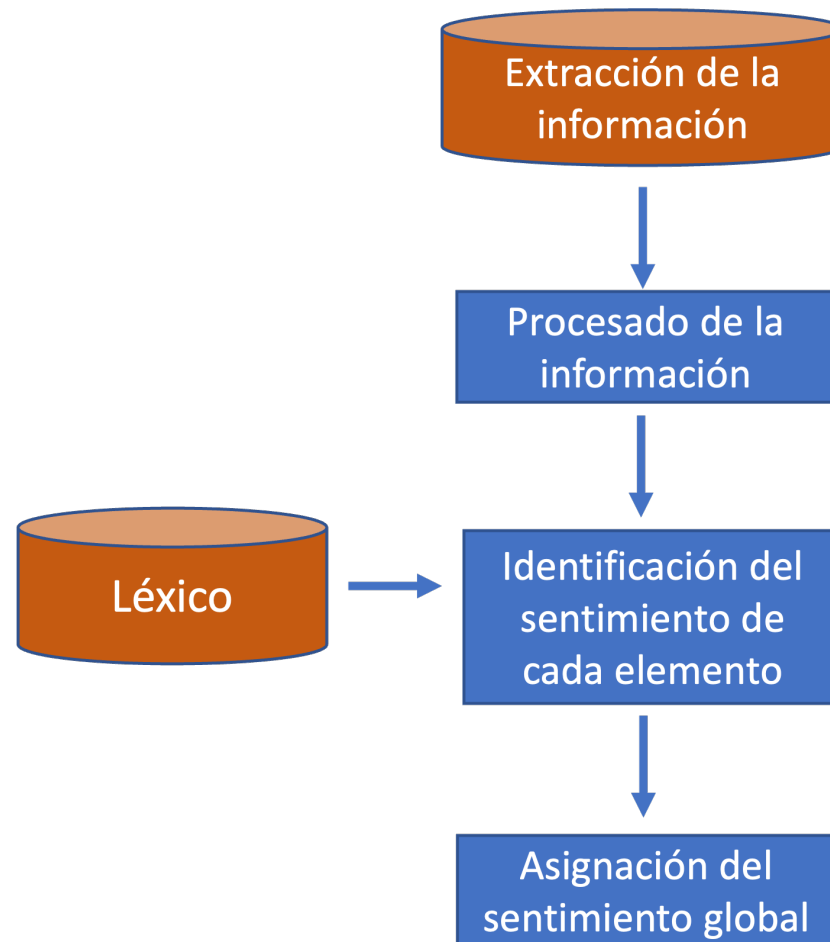 Extracción de la
información
Procesado de la
información
Léxico
Identificación del
sentimiento de
cada elemento
Asignación del
sentimiento global